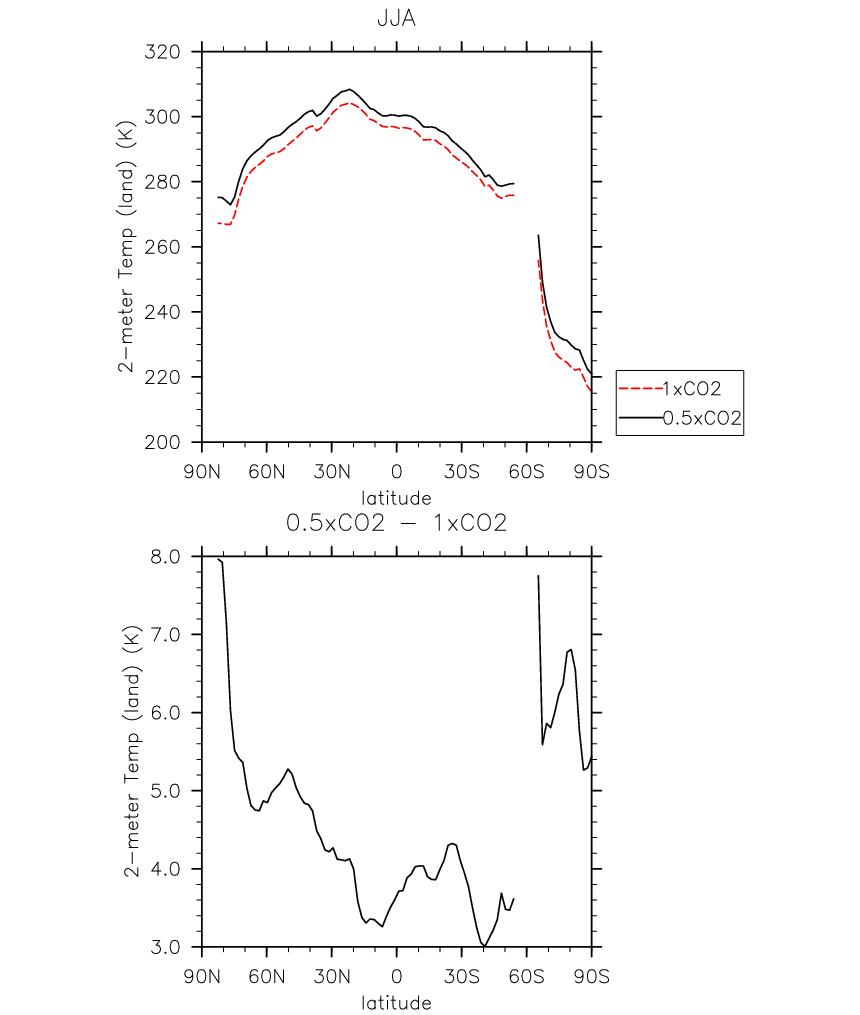 JJA
2-meter Temp (land) (K)
320
300
280
260
240
220
200
90N 60N 30N 0 30S 60S 90S
latitude
1xCO2
0.5xCO2
0.5xCO2 - 1xCO2
2-meter Temp (land) (K)
8.0
7.0
6.0
5.0
4.0
3.0
90N 60N 30N 0 30S 60S 90S
latitude